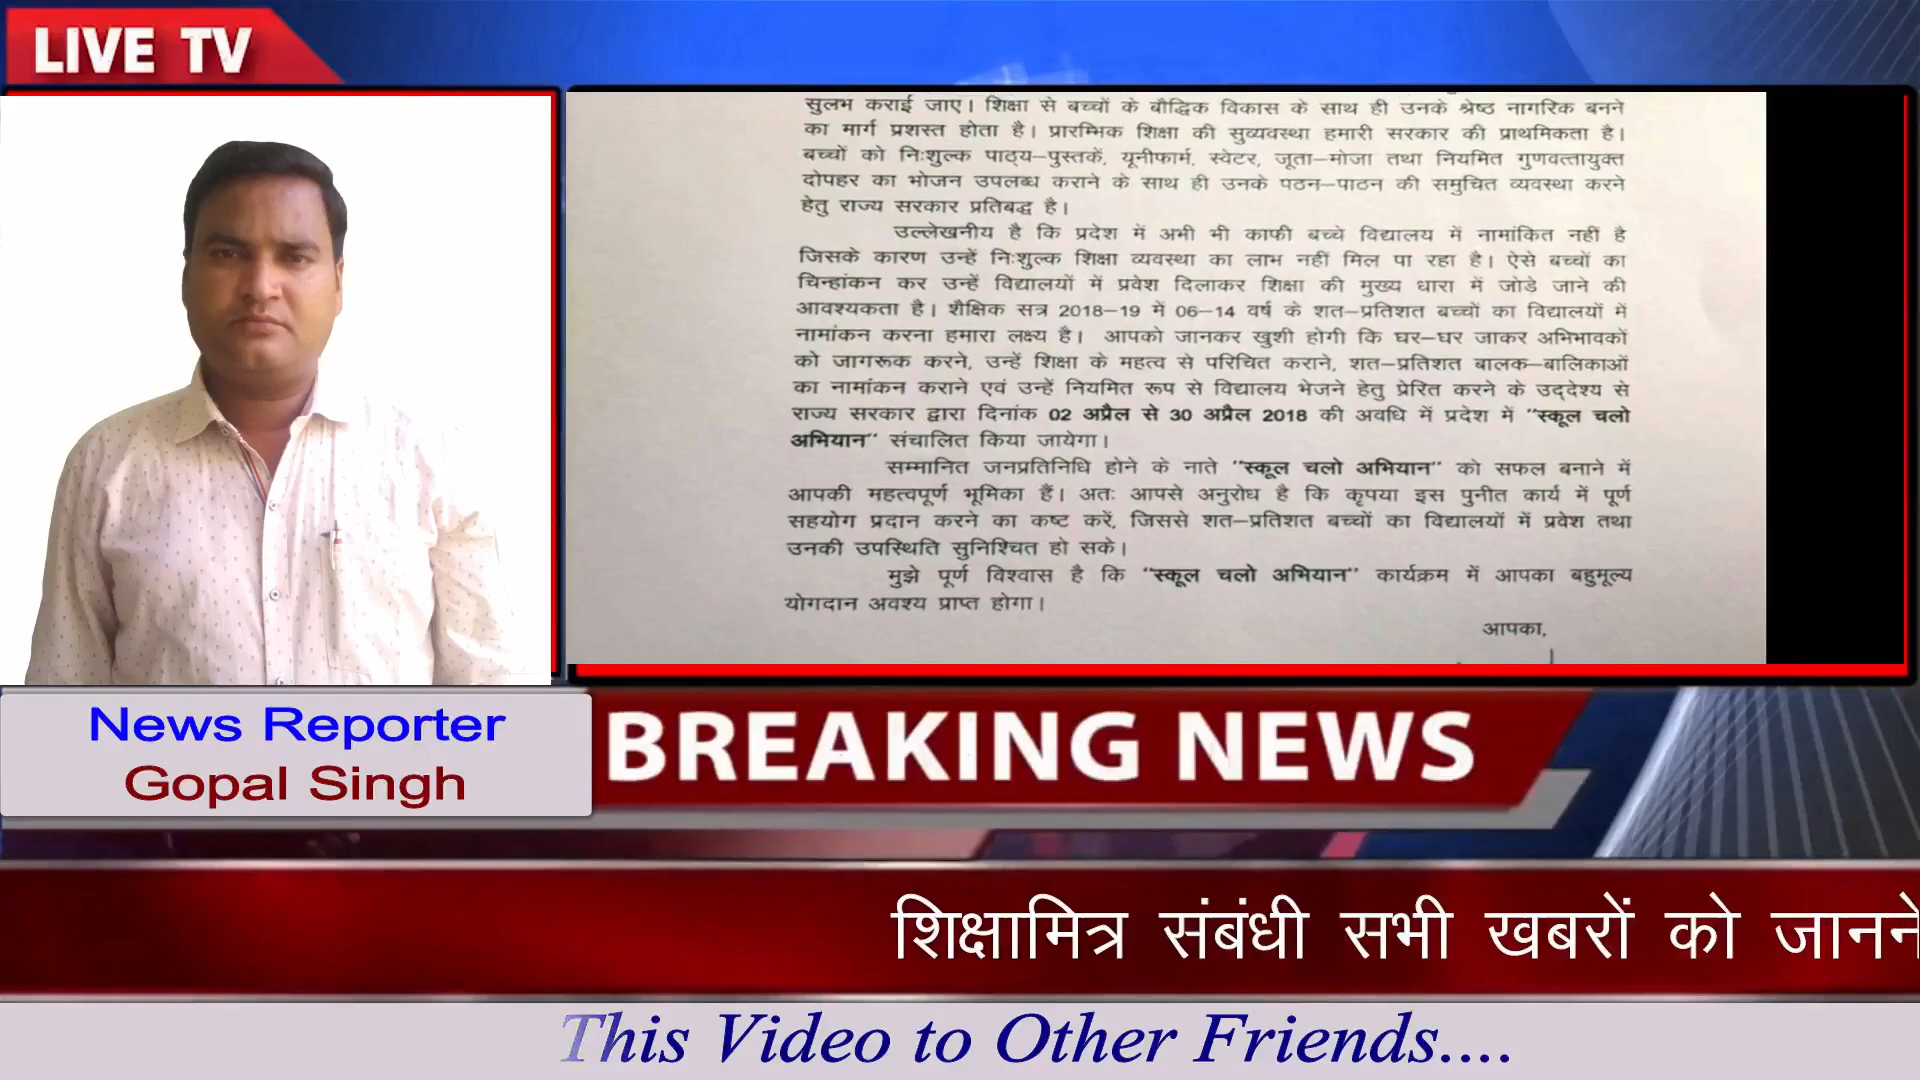 LIVE TV
सुलभ कराई जाए। शिक्षा से बच्चों के बौद्धिक विकास के साथ ही उनके श्रेष्ठ नागरिक बनने
का मार्ग प्रशस्त होता है। प्रारम्भिक शिक्षा की सुव्यवस्था हमारी सरकार की प्राथमिकता है।
बच्चों को निःशुल्क पाठ्य–पुस्तकें, यूनीफार्म, स्वेटर, जूता–मोजा तथा नियमित गुणवत्तायुक्त
दोपहर का भोजन उपलब्ध कराने के साथ ही उनके पठन–पाठन की समुचित व्यवस्था करने
हेतु राज्य सरकार प्रतिबद्ध है।
उल्लेखनीय है कि प्रदेश में अभी भी काफी बच्चे विद्यालय में नामांकित नहीं है
जिसके कारण उन्हें निःशुल्क शिक्षा व्यवस्था का लाभ नहीं मिल पा रहा है। ऐसे बच्चों का
चिन्हांकन कर उन्हें विद्यालयों में प्रवेश दिलाकर शिक्षा की मुख्य धारा में जोडे जाने की
आवश्यकता है। शैक्षिक सत्र 2018–19 में 06–14 वर्ष के शत–प्रतिशत बच्चों का विद्यालयों में
नामांकन करना हमारा लक्ष्य है। आपको जानकर खुशी होगी कि घर–घर जाकर अभिभावकों
को जागरूक करने, उन्हें शिक्षा के महत्व से परिचित कराने, शत–प्रतिशत बालक–बालिकाओं
का नामांकन कराने एवं उन्हें नियमित रूप से विद्यालय भेजने हेतु प्रेरित करने के उद्देश्य से
राज्य सरकार द्वारा दिनांक 02 अप्रैल से 30 अप्रैल 2018 की अवधि में प्रदेश में "स्कूल चलो
अभियान" संचालित किया जायेगा।
सम्मानित जनप्रतिनिधि होने के नाते "स्कूल चलो अभियान" को सफल बनाने में
आपकी महत्वपूर्ण भूमिका हैं। अतः आपसे अनुरोध है कि कृपया इस पुनीत कार्य में पूर्ण
सहयोग प्रदान करने का कष्ट करें, जिससे शत–प्रतिशत बच्चों का विद्यालयों में प्रवेश तथा
उनकी उपस्थिति सुनिश्चित हो सके।
मुझे पूर्ण विश्वास है कि "स्कूल चलो अभियान" कार्यक्रम में आपका बहुमूल्य
योगदान अवश्य प्राप्त होगा।
आपका,
News Reporter
Gopal Singh
BREAKING NEWS
शिक्षामित्र संबंधी सभी खबरों को जानने
This Video to Other Friends....